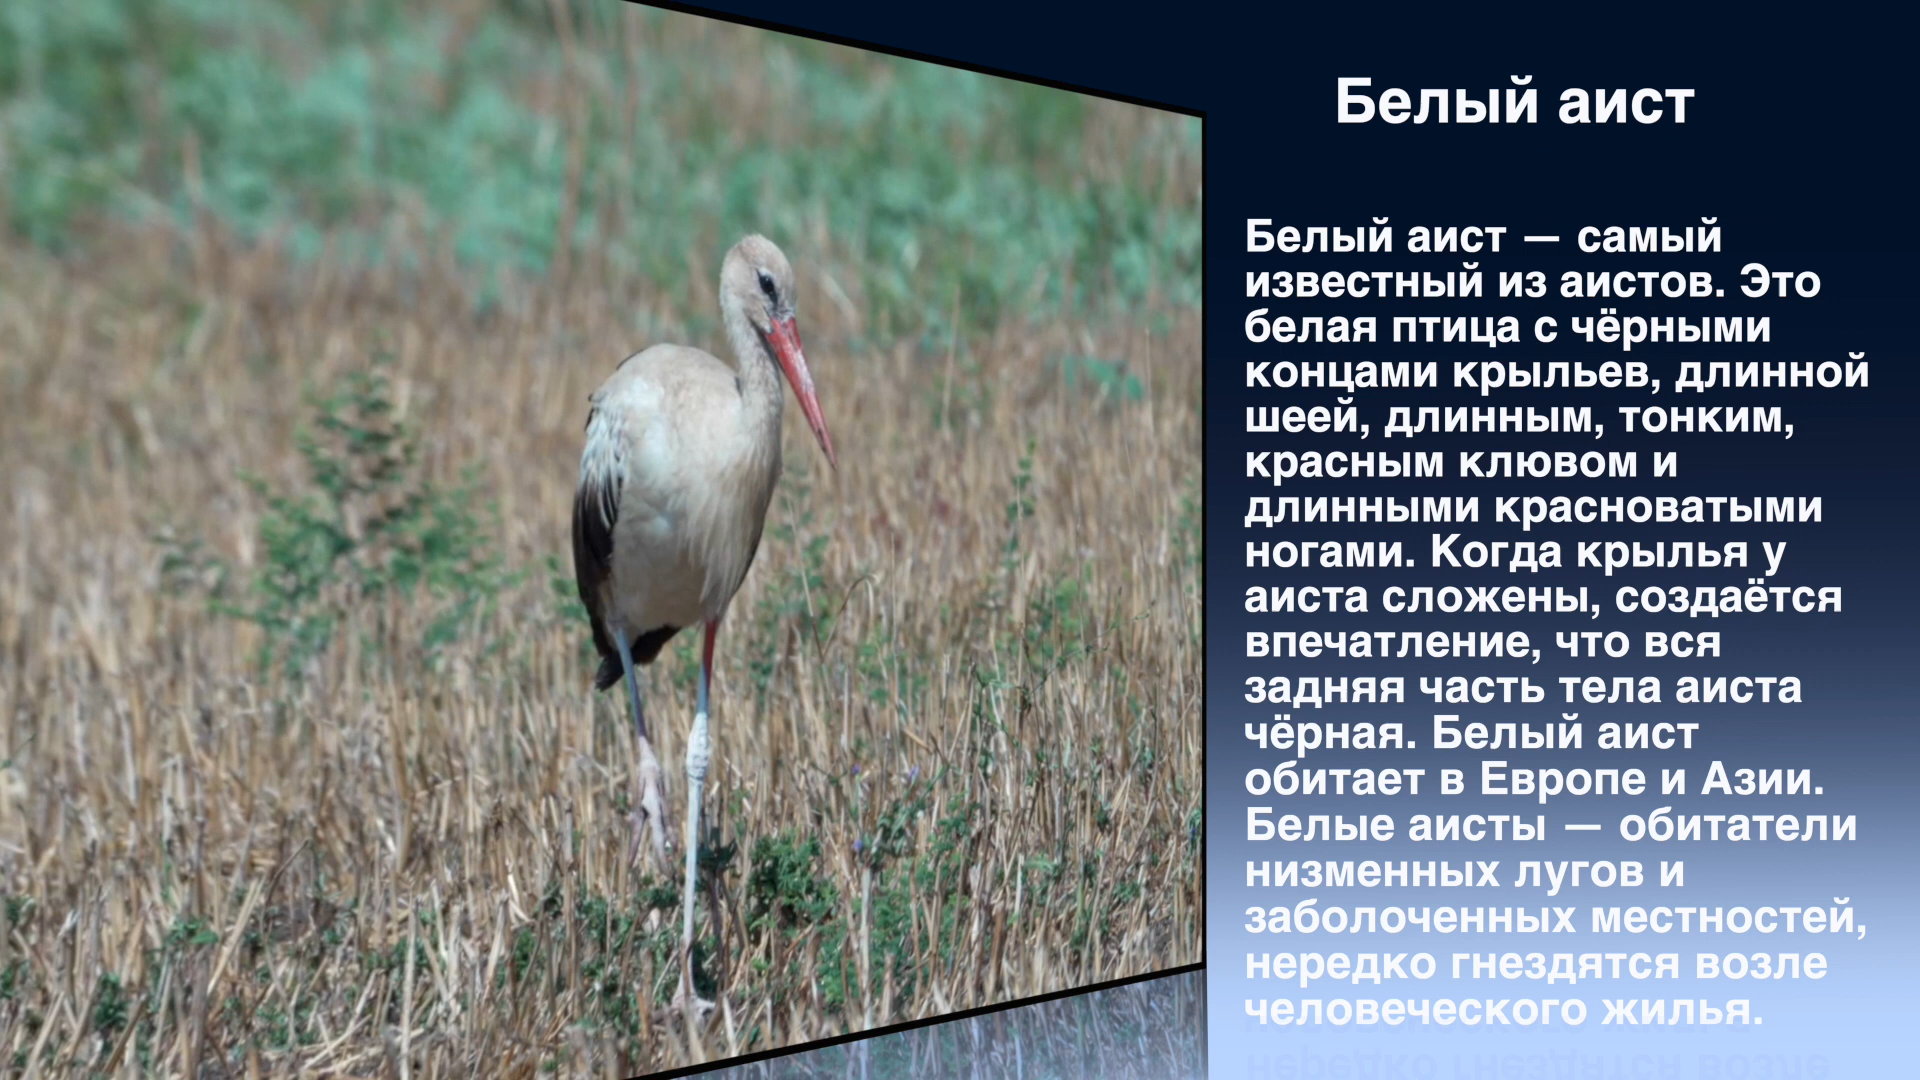 Белый аист
Белый аист — самый
известный из аистов. Это
белая птица с чёрными
концами крыльев, длинной
шеей, длинным, тонким,
красным клювом и
длинными красноватыми
ногами. Когда крылья у
аиста сложены, создаётся
впечатление, что вся
задняя часть тела аиста
чёрная. Белый аист
обитает в Европе и Азии.
Белые аисты — обитатели
низменных лугов и
заболоченных местностей,
нередко гнездятся возле
человеческого жилья.